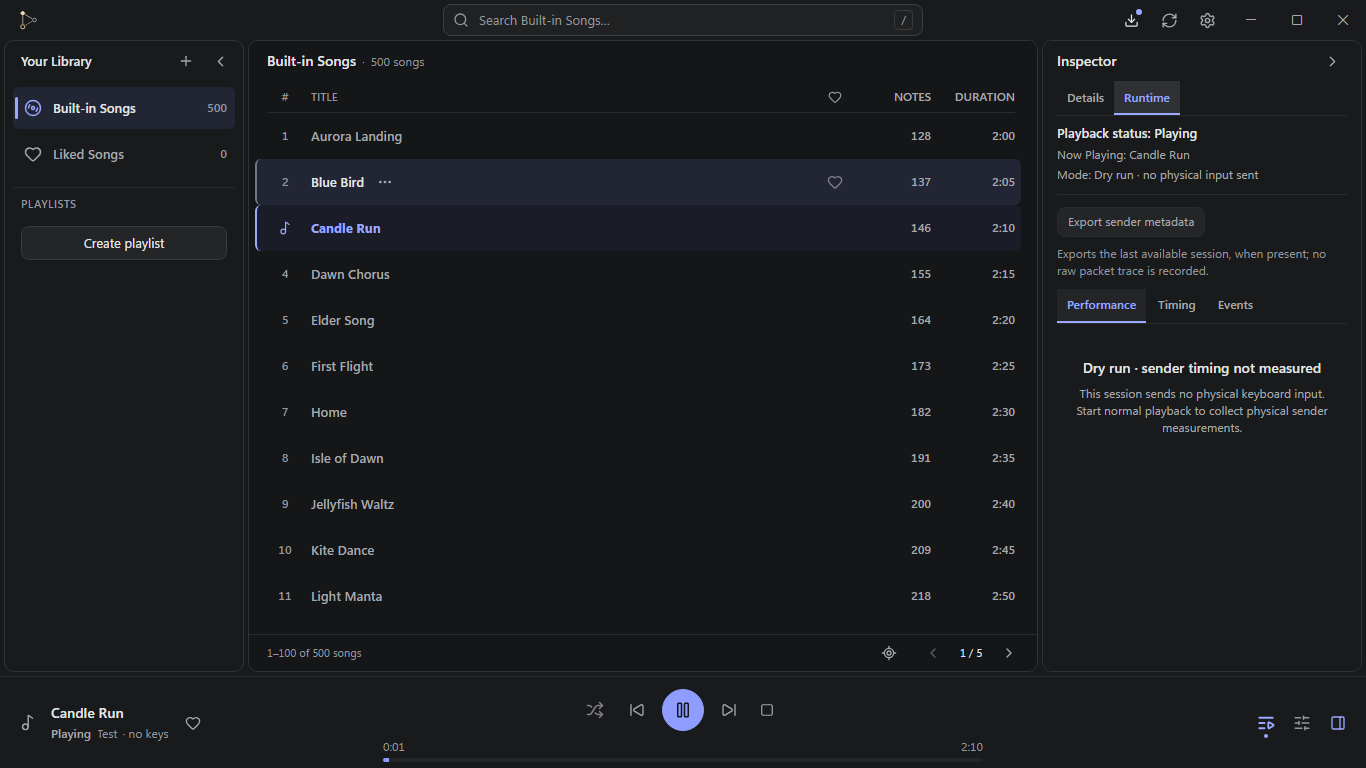 Search Built-in Songs... /
Your Library
Built-in Songs 500
Liked Songs 0
PLAYLISTS
Create playlist
Built-in Songs · 500 songs
# TITLE NOTES DURATION
1 Aurora Landing 128 2:00
2 Blue Bird ··· 137 2:05
Candle Run 146 2:10
4 Dawn Chorus 155 2:15
5 Elder Song 164 2:20
6 First Flight 173 2:25
7 Home 182 2:30
8 Isle of Dawn 191 2:35
9 Jellyfish Waltz 200 2:40
10 Kite Dance 209 2:45
11 Light Manta 218 2:50
1–100 of 500 songs 1 / 5
Inspector
Details Runtime
Playback status: Playing
Now Playing: Candle Run
Mode: Dry run · no physical input sent
Export sender metadata
Exports the last available session, when present; no
raw packet trace is recorded.
Performance Timing Events
Dry run · sender timing not measured
This session sends no physical keyboard input.
Start normal playback to collect physical sender
measurements.
Candle Run
Playing Test · no keys
0:01 2:10